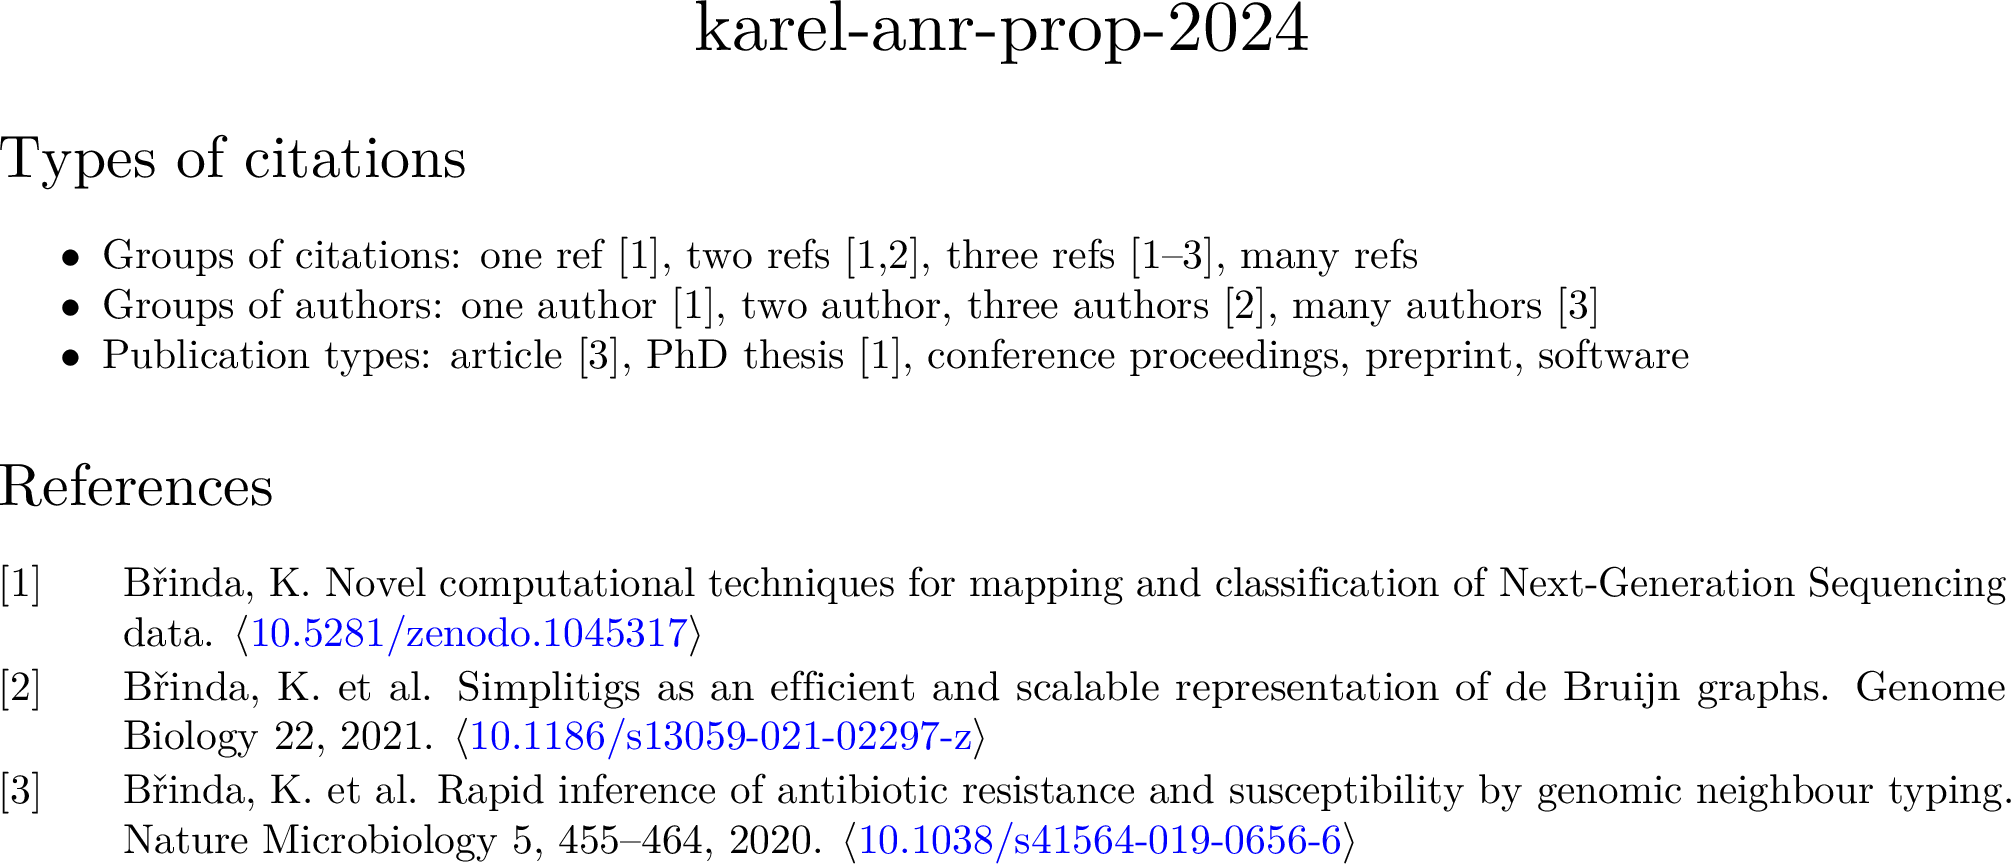 karel-anr-prop-2024
Types of citations
• Groups of citations: one ref [1], two refs [1,2], three refs [1–3], many refs
• Groups of authors: one author [1], two author, three authors [2], many authors [3]
• Publication types: article [3], PhD thesis [1], conference proceedings, preprint, software
References
[1] Břinda, K. Novel computational techniques for mapping and classification of Next-Generation Sequencing
data. ⟨10.5281/zenodo.1045317⟩
[2] Břinda, K. et al. Simplitigs as an efficient and scalable representation of de Bruijn graphs. Genome
Biology 22, 2021. ⟨10.1186/s13059-021-02297-z⟩
[3] Břinda, K. et al. Rapid inference of antibiotic resistance and susceptibility by genomic neighbour typing.
Nature Microbiology 5, 455–464, 2020. ⟨10.1038/s41564-019-0656-6⟩